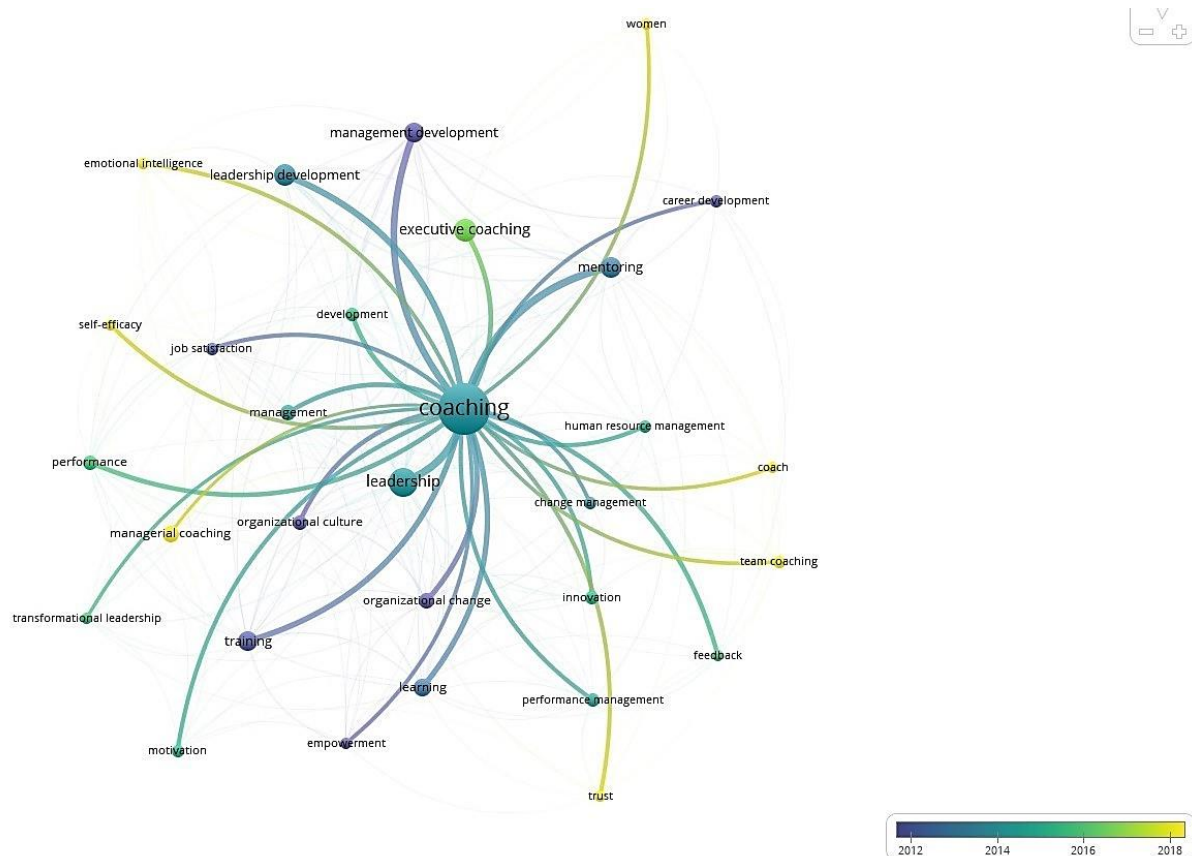 women
management development
emotional intelligence
leadership development
career development
executive coaching
mentoring
development
self-efficacy
job satisfaction
coaching
management
human resource management
performance
coach
leadership
change management
organizational culture
managerial coaching
team coaching
organizational change
innovation
transformational leadership
training
feedback
learning
performance management
empowerment
motivation
trust
2012 2014 2016 2018